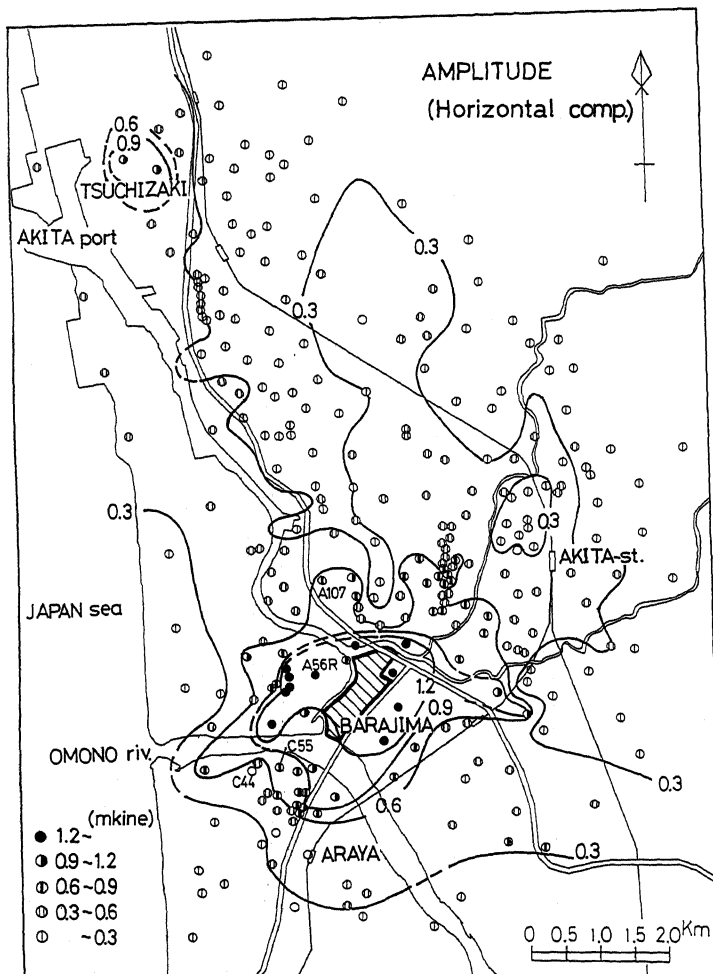 AMPLITUDE
(Horizontal comp.)
0.6
0.9
TSUCHIZAKI
AKITA port
0.3
0.3
0.3
0.3
AKITA-st.
A107
JAPAN sea
A56R
1.2
0.9
BARAJIMA
OMONO riv.
C55
C44
0.3
0.6
(mkine)
1.2~
0.9~1.2
0.6~0.9
0.3~0.6
~0.3
ARAYA
0.3
0 0.5 1.0 1.5 2.0 Km